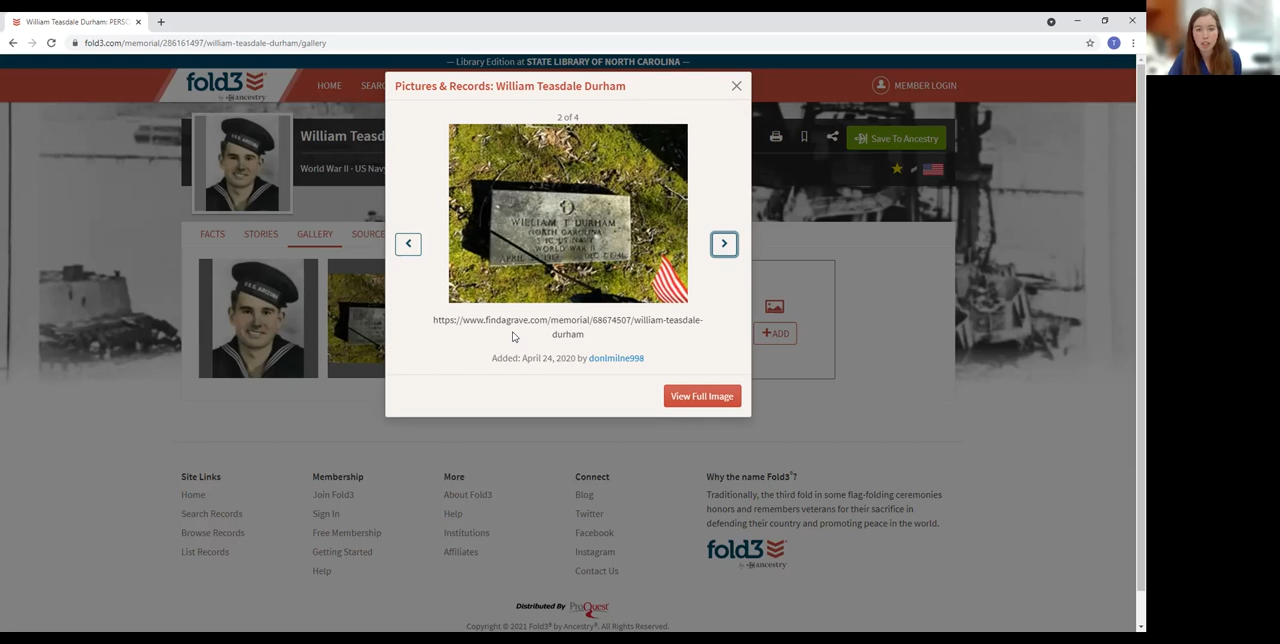 William Teasdale Durham: PERSO
fold3.com/memorial/286161497/william-teasdale-durham/gallery
T
— Library Edition at STATE LIBRARY OF NORTH CAROLINA —
fold3
by ancestry
HOME
SEARC
MEMBER LOGIN
Pictures & Records: William Teasdale Durham
2 of 4
William Teasd
World War II · US Navy
Save To Ancestry
FACTS
STORIES
GALLERY
SOURCE
WILLIAM T DURHAM
NORTH CAROLINA
US NAVY
WORLD WAR II
APRIL
https://www.findagrave.com/memorial/68674507/william-teasdale-
durham
Added: April 24, 2020 by donlmilne998
View Full Image
+ADD
U.S.S. ARIZONA
Site Links
Home
Search Records
Browse Records
List Records
Membership
Join Fold3
Sign In
Free Membership
Getting Started
Help
More
About Fold3
Help
Institutions
Affiliates
Connect
Blog
Twitter
Facebook
Instagram
Contact Us
Why the name Fold3®?
Traditionally, the third fold in some flag-folding ceremonies
honors and remembers veterans for their sacrifice in
defending their country and promoting peace in the world.
fold3
by ancestry
Distributed By ProQuest
Copyright © 2021 Fold3® by Ancestry®. All Rights Reserved.